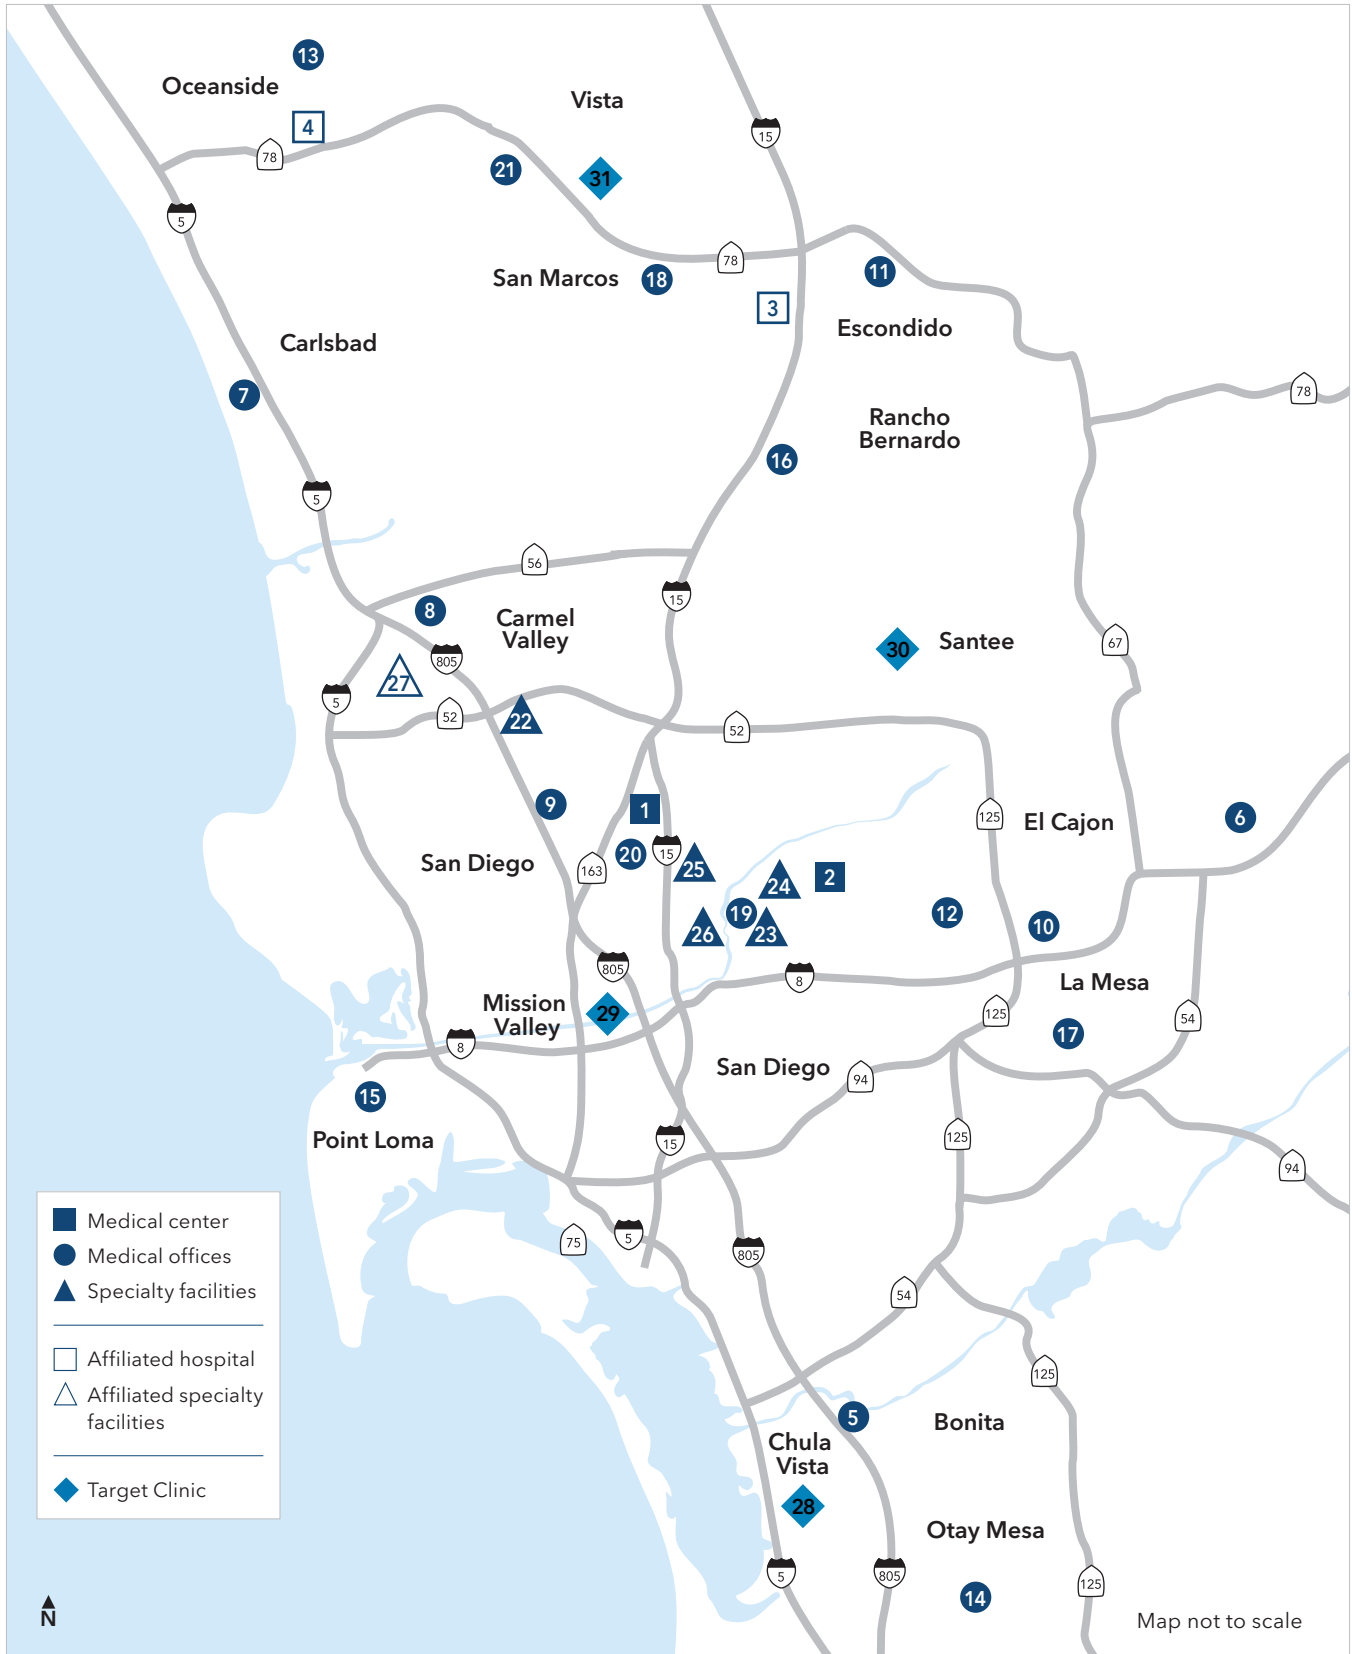 13
Oceanside
Vista
4
15
78
21
31
5
78
11
San Marcos
18
3
Escondido
Carlsbad
7
78
Rancho
Bernardo
16
5
56
15
8
Carmel
Valley
30
Santee
67
805
27
5
52
22
52
9
1
125
El Cajon
6
San Diego
20
15
163
25
24
2
19
12
10
26
23
805
8
La Mesa
Mission
Valley
29
125
54
17
8
San Diego
94
15
Point Loma
15
125
94
Medical center
Medical offices
Specialty facilities
Affiliated hospital
Affiliated specialty
facilities
Target Clinic
75
5
805
54
125
5
Bonita
Chula
Vista
28
Otay Mesa
5
805
14
125
N
Map not to scale